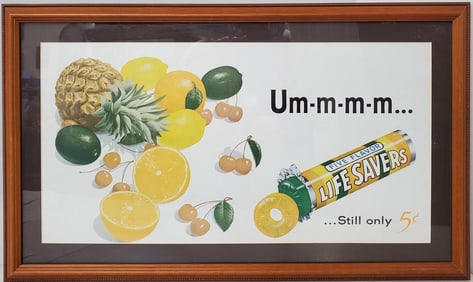 Um-m-m-m...
FIVE FLAVOR
LIFE SAVERS
...Still only 5¢